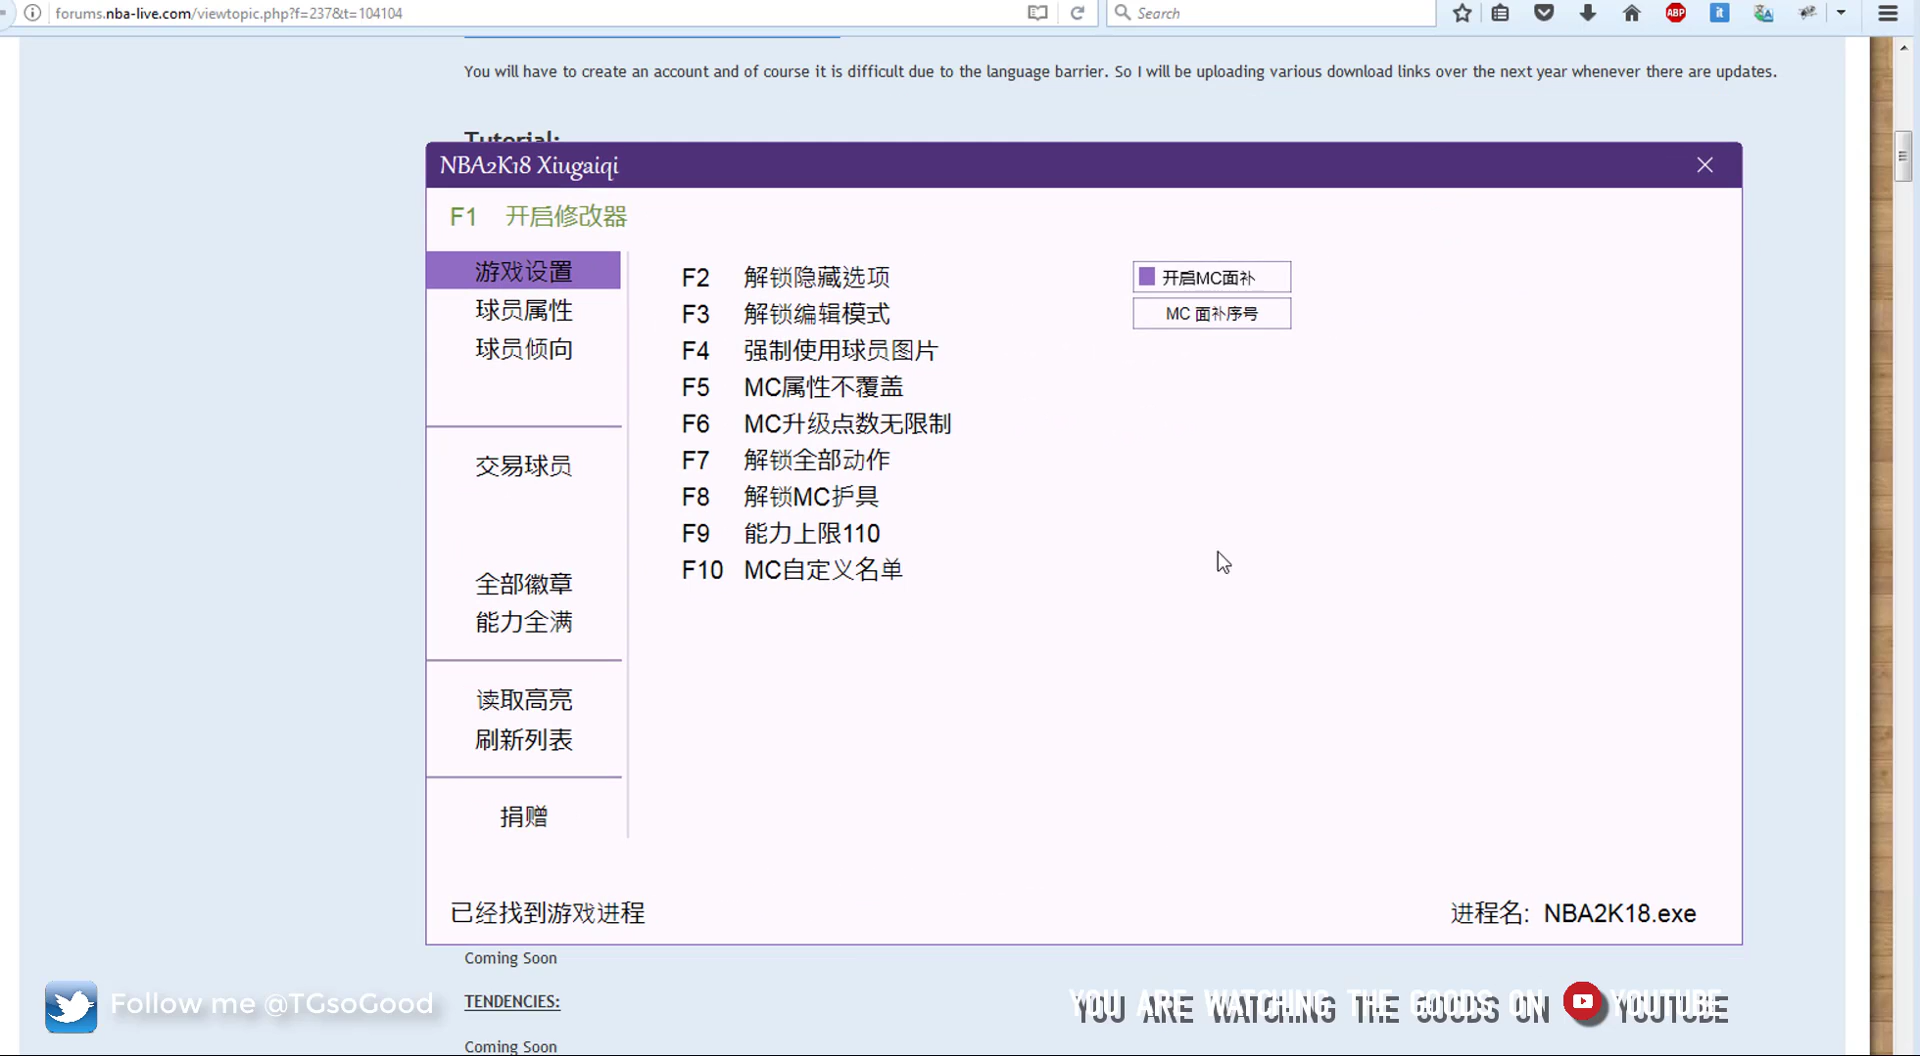 forums.nba-live.com/viewtopic.php?f=237&t=104104
Search
ABP
it
You will have to create an account and of course it is difficult due to the language barrier. So I will be uploading various download links over the next year whenever there are updates.
Tutorial:
NBA2K18 Xiugaiqi
F1 开启修改器
游戏设置
球员属性
球员倾向
交易球员
全部徽章
能力全满
读取高亮
刷新列表
捐赠
F2 解锁隐藏选项
F3 解锁编辑模式
F4 强制使用球员图片
F5 MC属性不覆盖
F6 MC升级点数无限制
F7 解锁全部动作
F8 解锁MC护具
F9 能力上限110
F10 MC自定义名单
开启MC面补
MC 面补序号
已经找到游戏进程
进程名: NBA2K18.exe
Coming Soon
TENDENCIES:
Coming Soon
Follow me @TGsoGood
YOU ARE WATCHING THE GOODS ON YOUTUBE